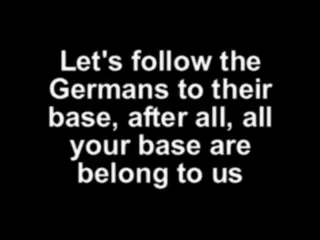 Let's follow the
Germans to their
base, after all, all
your base are
belong to us